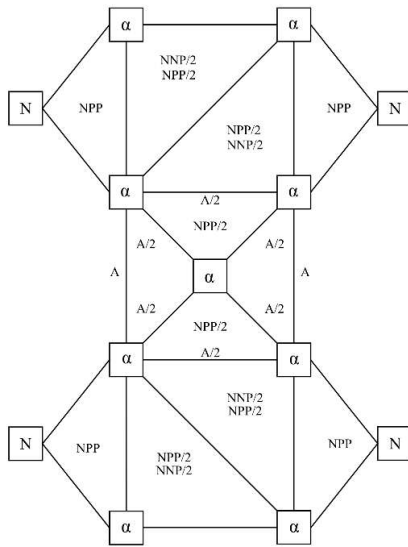 α α
NNP/2
NPP/2
N NPP NPP N
NPP/2
NNP/2
α α
Λ/2
A/2 NPP/2 A/2
Λ α A
A/2 A/2
NPP/2
α A/2 α
NNP/2
NPP/2
N NPP NPP N
NPP/2
NNP/2
α α